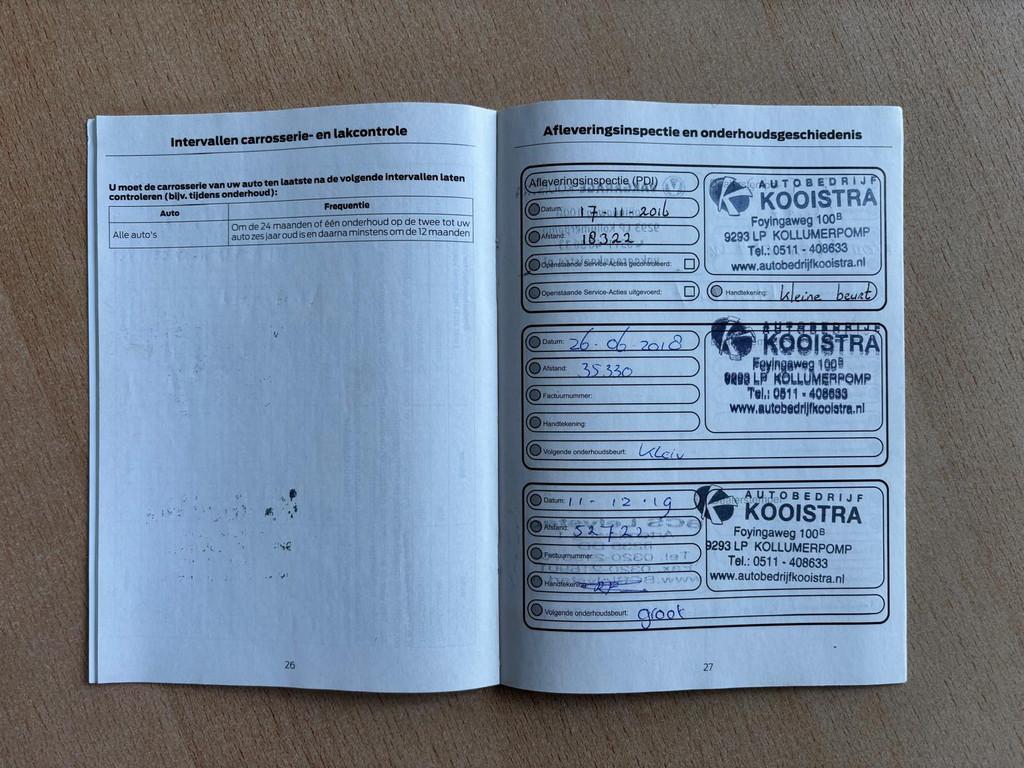 Intervallen carrosserie- en lakcontrole
U moet de carrosserie van uw auto ten laatste na de volgende intervallen laten
controleren (bijv. tijdens onderhoud):
Auto Frequentie
Alle auto's Om de 24 maanden of één onderhoud op de twee tot uw
auto zes jaar oud is en daarna minstens om de 12 maanden
26
Afleveringsinspectie en onderhoudsgeschiedenis
Afleveringsinspectie (PDI)
Datum: 17-11-2016
Afstand: 18322
Openstaande Service-Acties gecontroleerd:
Openstaande Service-Acties uitgevoerd:
AUTOBEDRIJF
KOOISTRA
Foyingaweg 100B
9293 LP KOLLUMERPOMP
Tel.: 0511 - 408633
www.autobedrijfkooistra.nl
Handtekening: kleine beurt
Datum: 26-06-2018
Afstand: 35330
Factuurnummer:
Handtekening:
Volgende onderhoudsbeurt: Klein
AUTOBEDRIJF
KOOISTRA
Foyingaweg 100B
9293 LP KOLLUMERPOMP
Tel.: 0511 - 408633
www.autobedrijfkooistra.nl
Datum: 11-12-19
Afstand: 52722
Factuurnummer:
Handtekening:
Volgende onderhoudsbeurt: groot
AUTOBEDRIJF
KOOISTRA
Foyingaweg 100B
9293 LP KOLLUMERPOMP
Tel.: 0511 - 408633
www.autobedrijfkooistra.nl
27